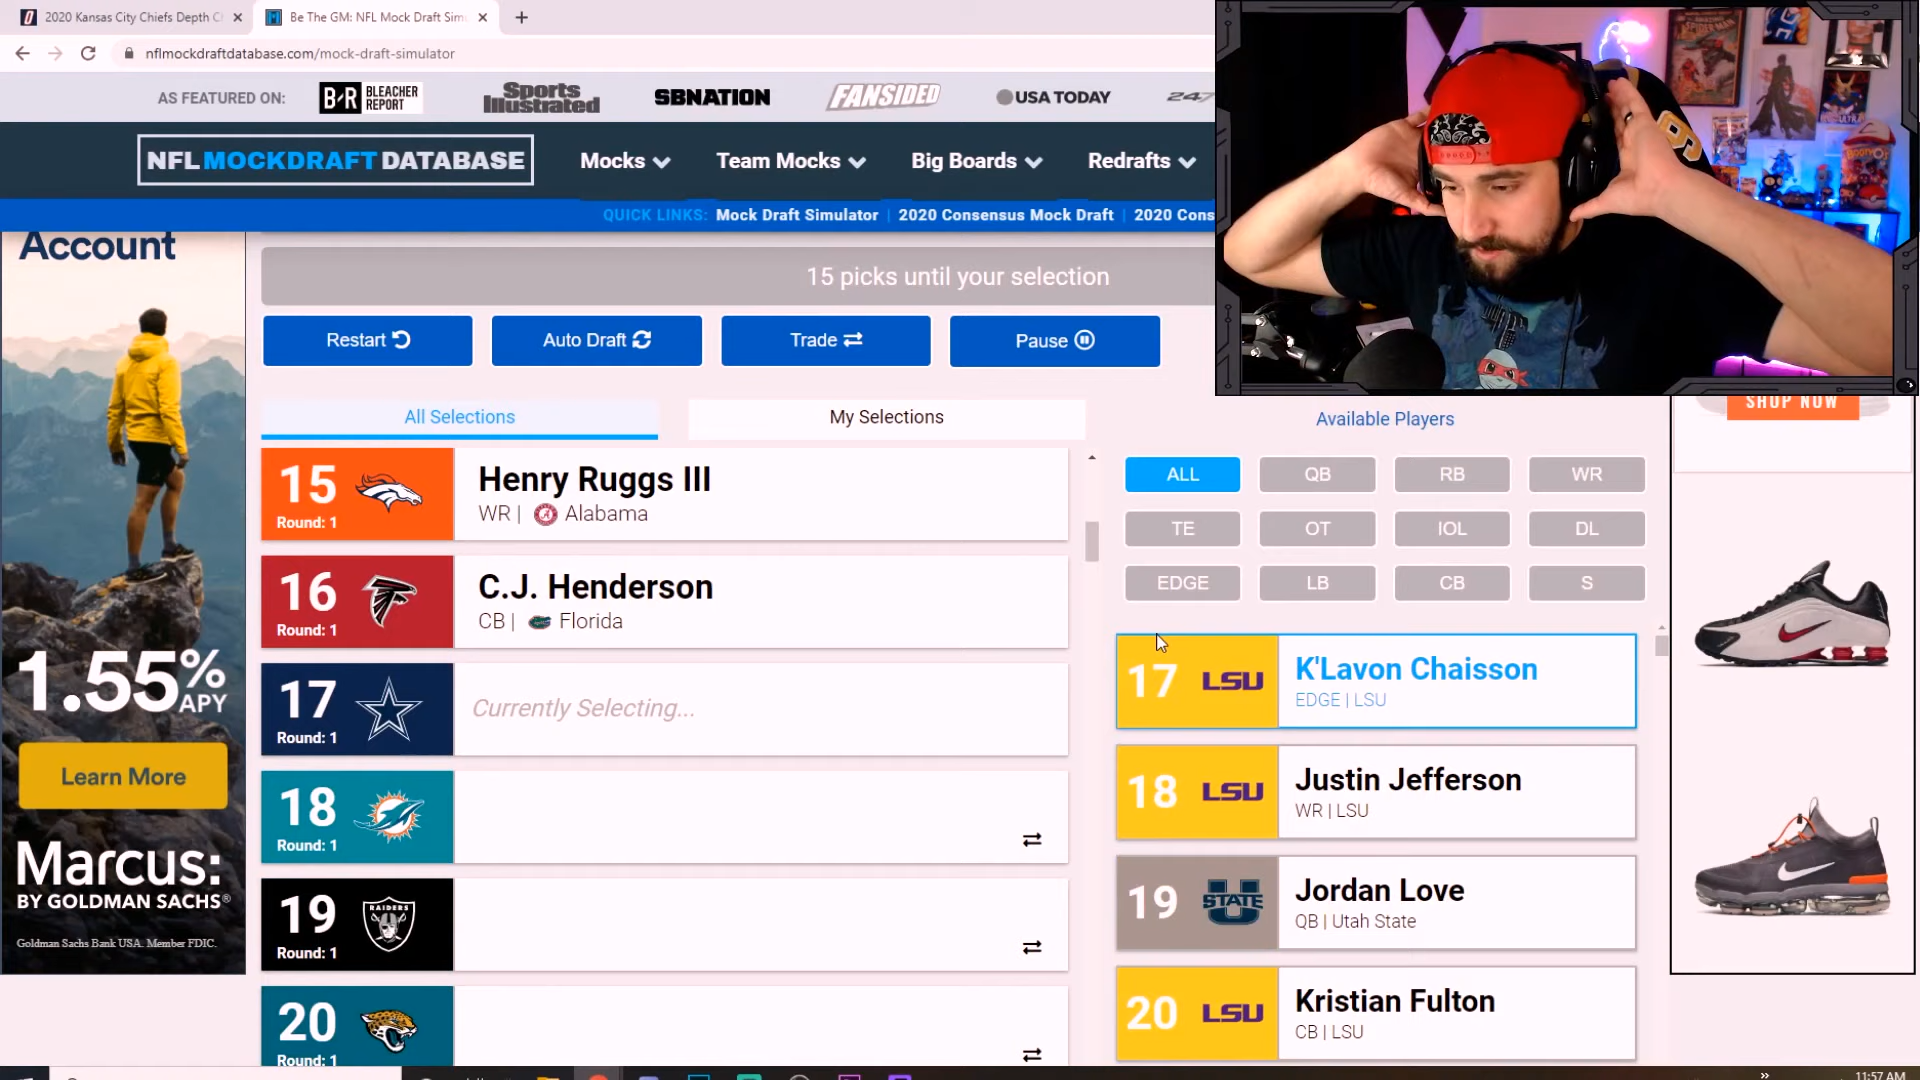 2020 Kansas City Chiefs Depth C
Be The GM: NFL Mock Draft Sim
nflmockdraftdatabase.com/mock-draft-simulator
AS FEATURED ON:
B/R BLEACHER REPORT
Sports Illustrated
SBNATION
FANSIDED
USA TODAY
247
NFL MOCKDRAFT DATABASE
Mocks
Team Mocks
Big Boards
Redrafts
QUICK LINKS: Mock Draft Simulator | 2020 Consensus Mock Draft | 2020 Cons
Account
15 picks until your selection
Restart
Auto Draft
Trade
Pause
SHOP NOW
All Selections
My Selections
Available Players
15
Round: 1
Henry Ruggs III
WR | Alabama
16
Round: 1
C.J. Henderson
CB | Florida
17
Round: 1
Currently Selecting...
18
Round: 1
19
RAIDERS
Round: 1
20
Round: 1
ALL
QB
RB
WR
TE
OT
IOL
DL
EDGE
LB
CB
S
17 LSU
K'Lavon Chaisson
EDGE | LSU
18 LSU
Justin Jefferson
WR | LSU
19 STATE
Jordan Love
QB | Utah State
20 LSU
Kristian Fulton
CB | LSU
1.55% APY
Learn More
Marcus:
BY GOLDMAN SACHS®
Goldman Sachs Bank USA. Member FDIC.
11:57 AM